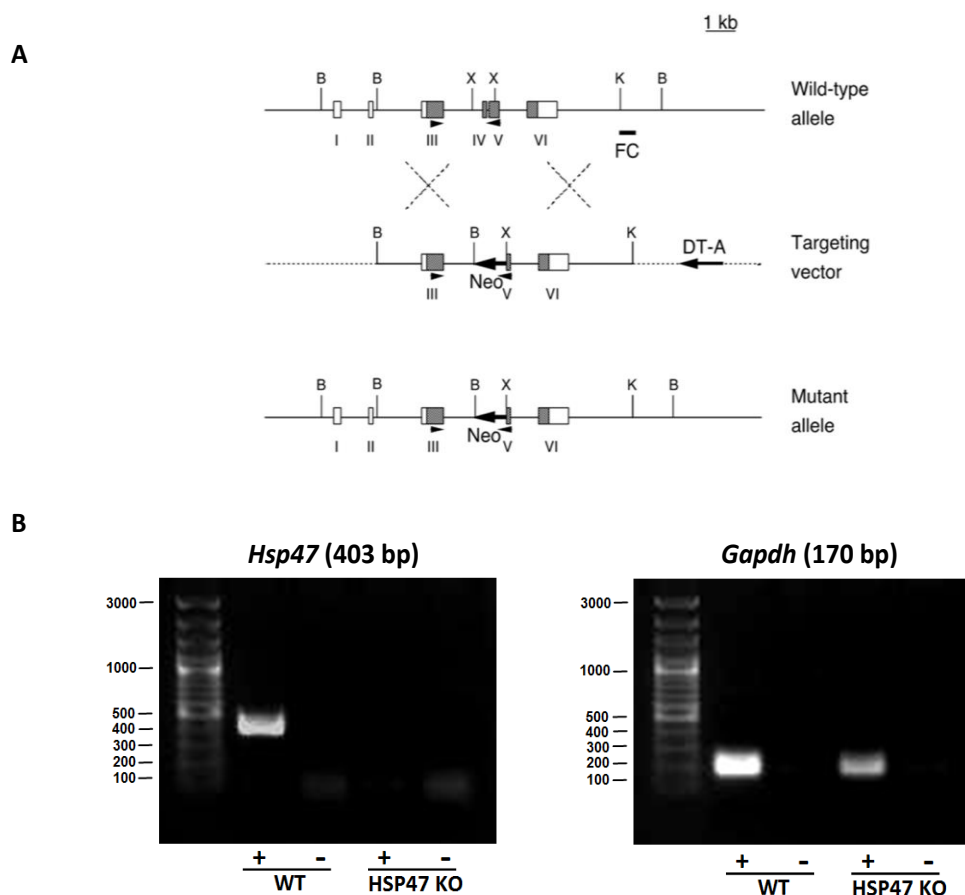 A
1 kb
B B X X K B
Wild-type
allele
I II III IV V VI
FC
B B X K
DT-A
Targeting
vector
Neo
III V VI
B B B X K B
Mutant
allele
Neo
I II III V VI
B
Hsp47 (403 bp)
3000
1000
500
400
300
200
100
+ - + -
WT HSP47 KO
Gapdh (170 bp)
3000
1000
500
400
300
200
100
+ - + -
WT HSP47 KO